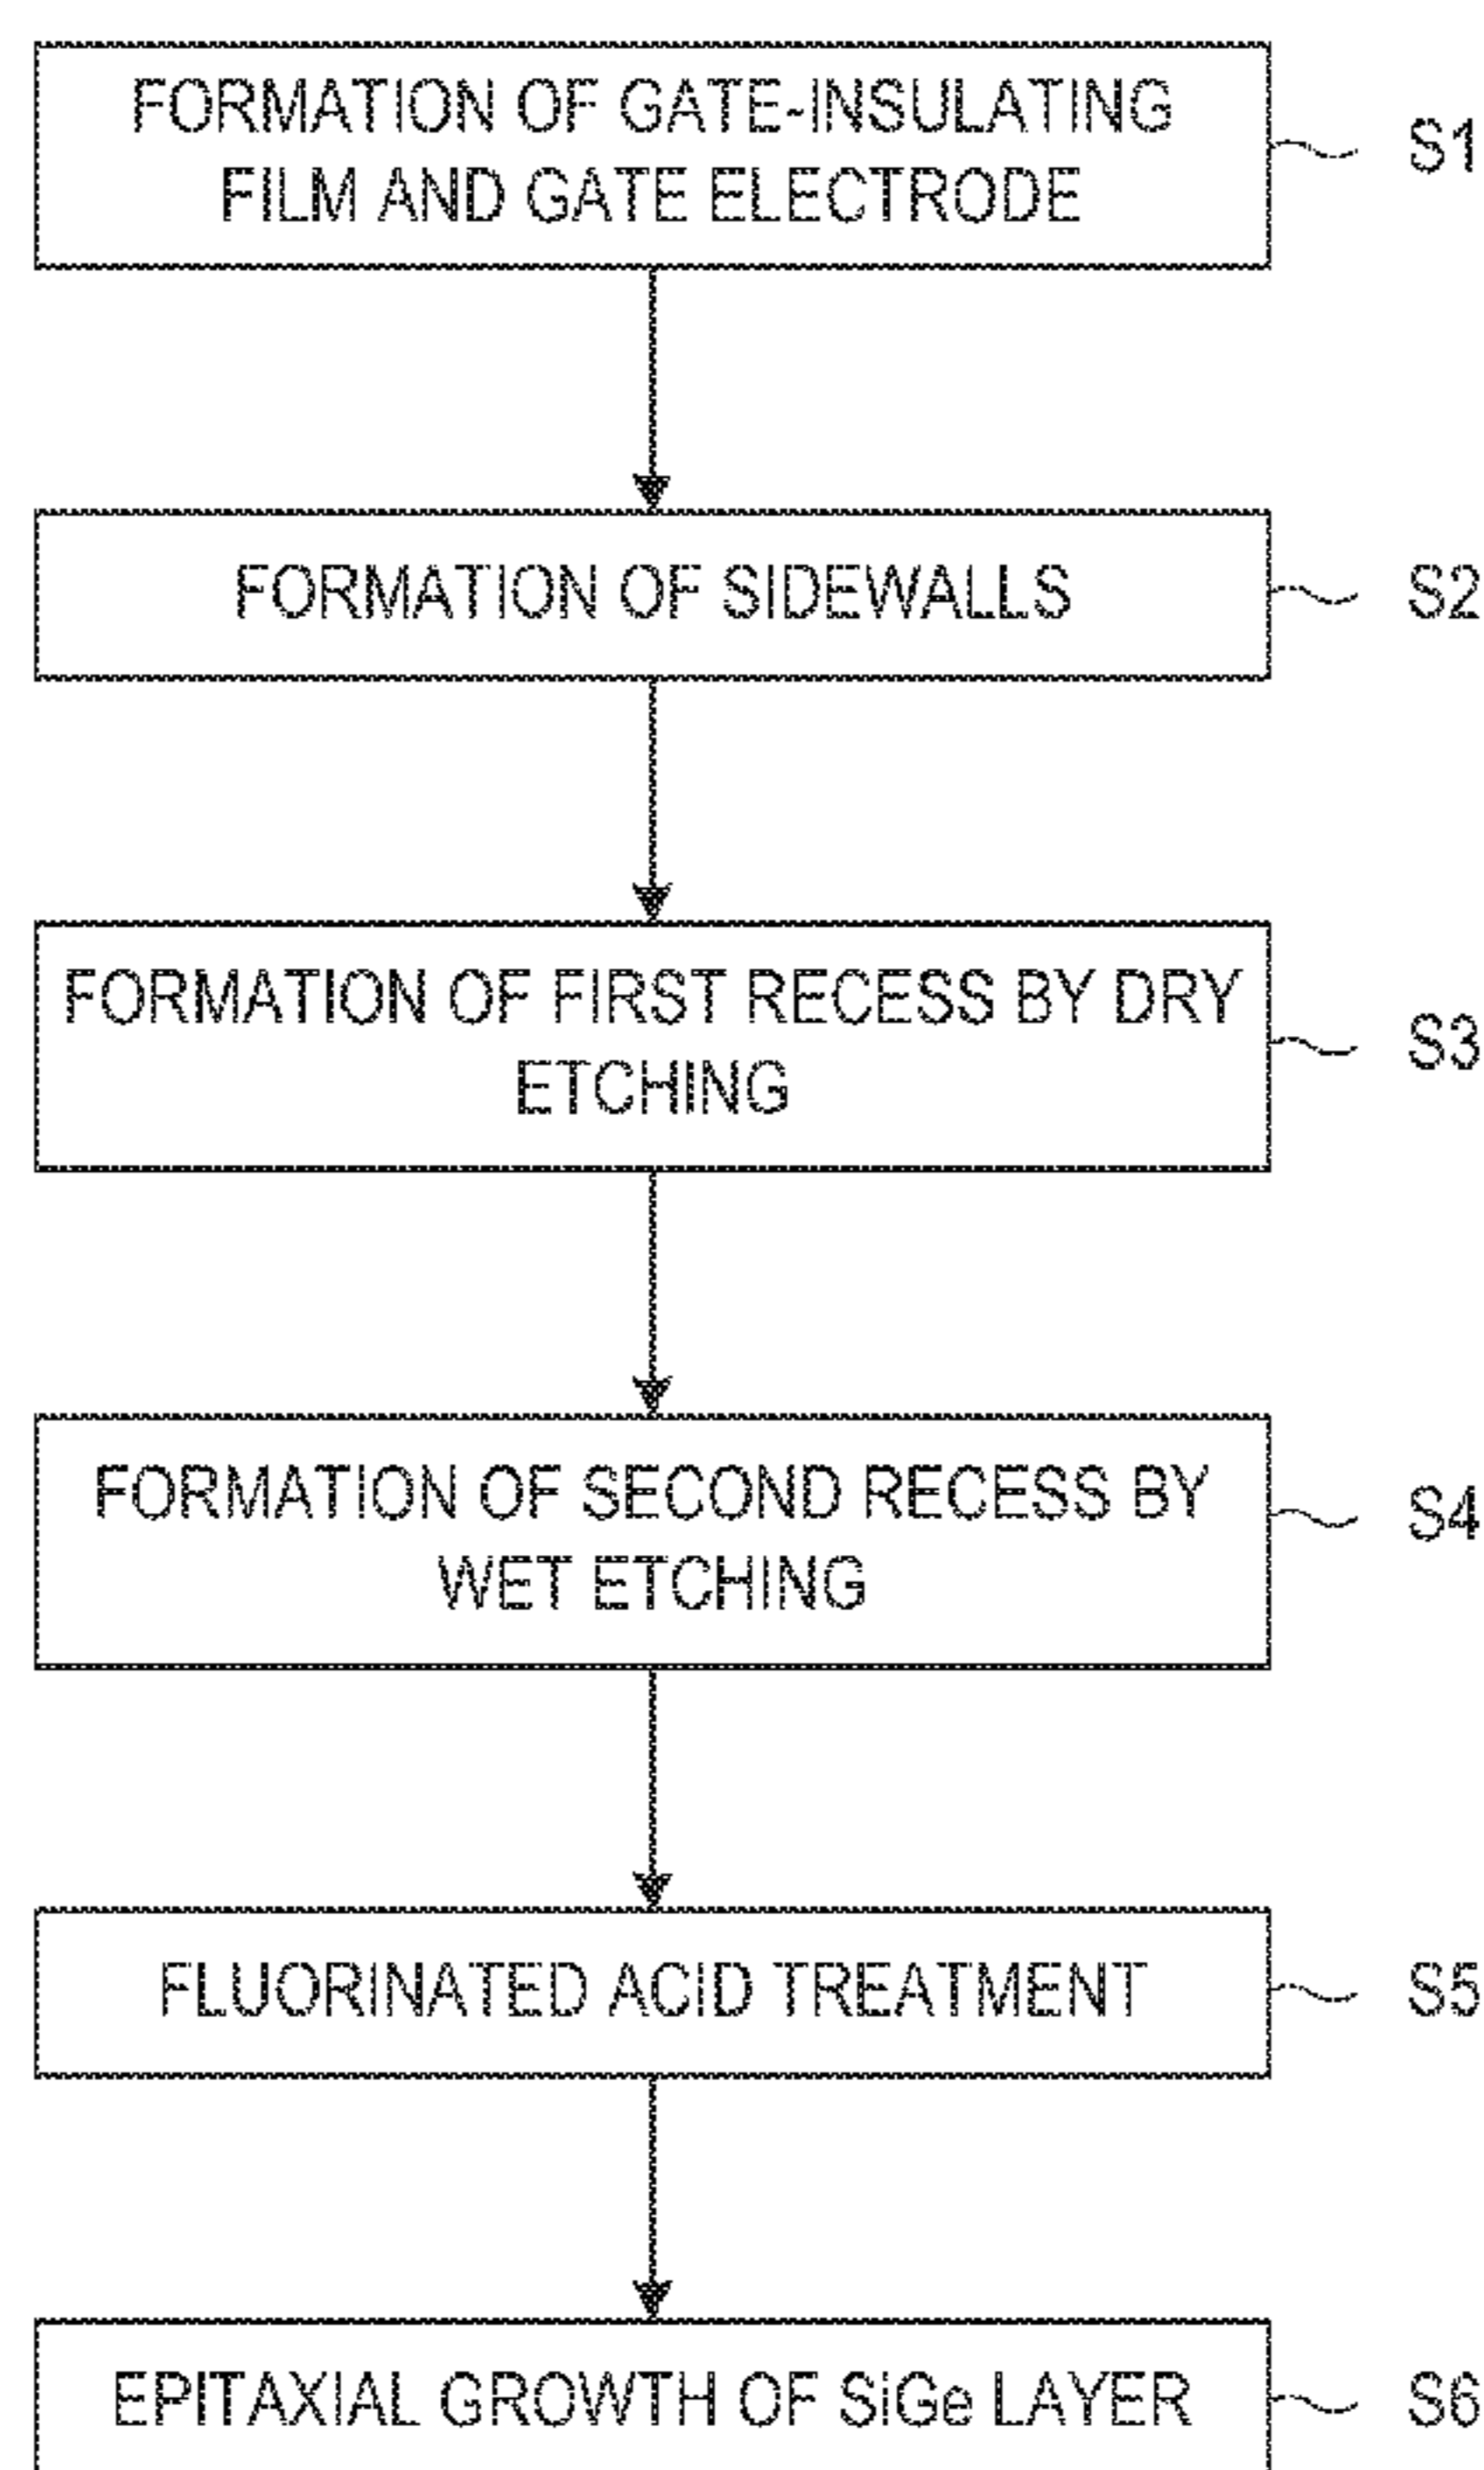 FORMATION OF GATE-INSULATING
FILM AND GATE ELECTRODE
S1
FORMATION OF SIDEWALLS
S2
FORMATION OF FIRST RECESS BY DRY
ETCHING
S3
FORMATION OF SECOND RECESS BY
WET ETCHING
S4
FLUORINATED ACID TREATMENT
S5
EPITAXIAL GROWTH OF SiGe LAYER
S6